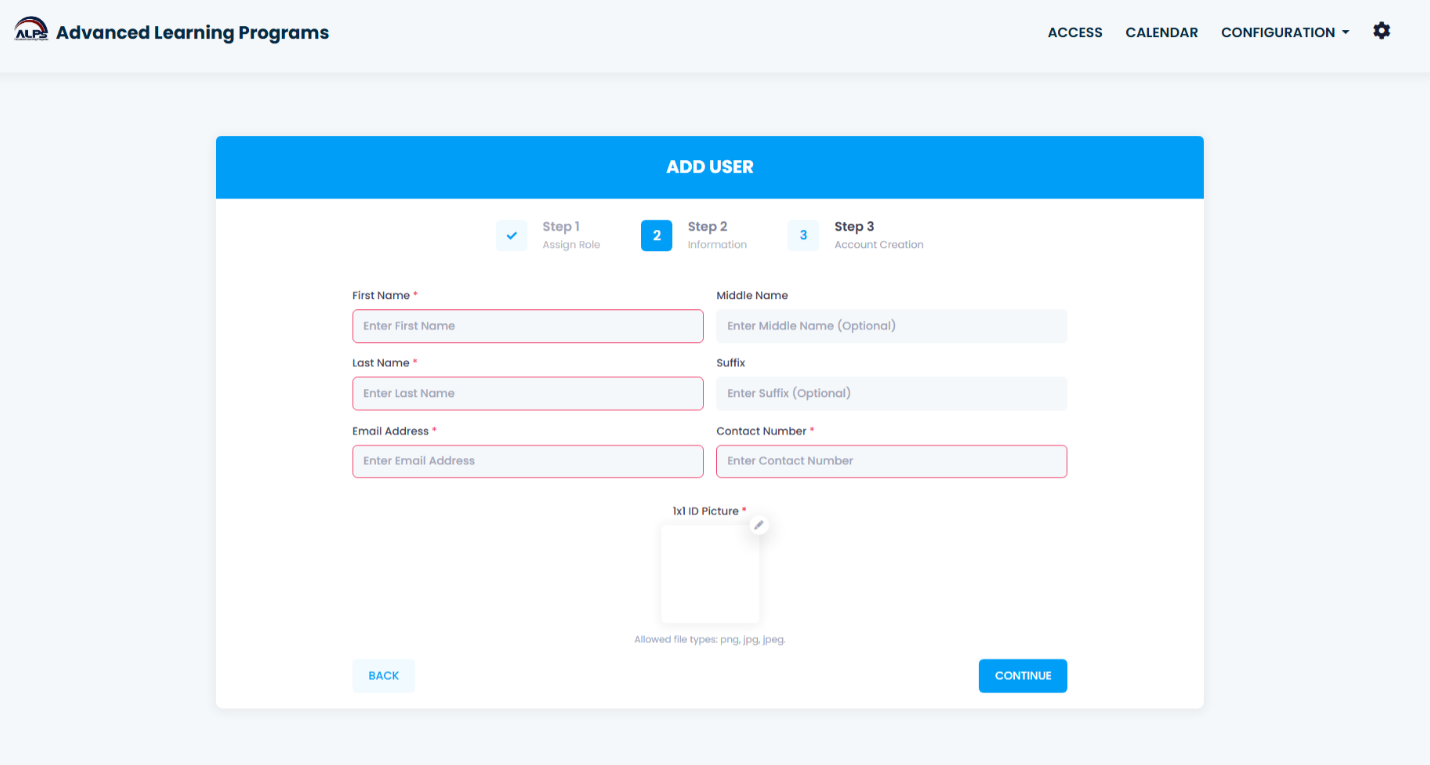 ALPS Advanced Learning Programs
ACCESS CALENDAR CONFIGURATION
ADD USER
Step 1
Assign Role
2
Step 2
Information
3
Step 3
Account Creation
First Name *
Enter First Name
Middle Name
Enter Middle Name (Optional)
Last Name *
Enter Last Name
Suffix
Enter Suffix (Optional)
Email Address *
Enter Email Address
Contact Number *
Enter Contact Number
1x1 ID Picture *
Allowed file types: png, jpg, jpeg.
BACK
CONTINUE